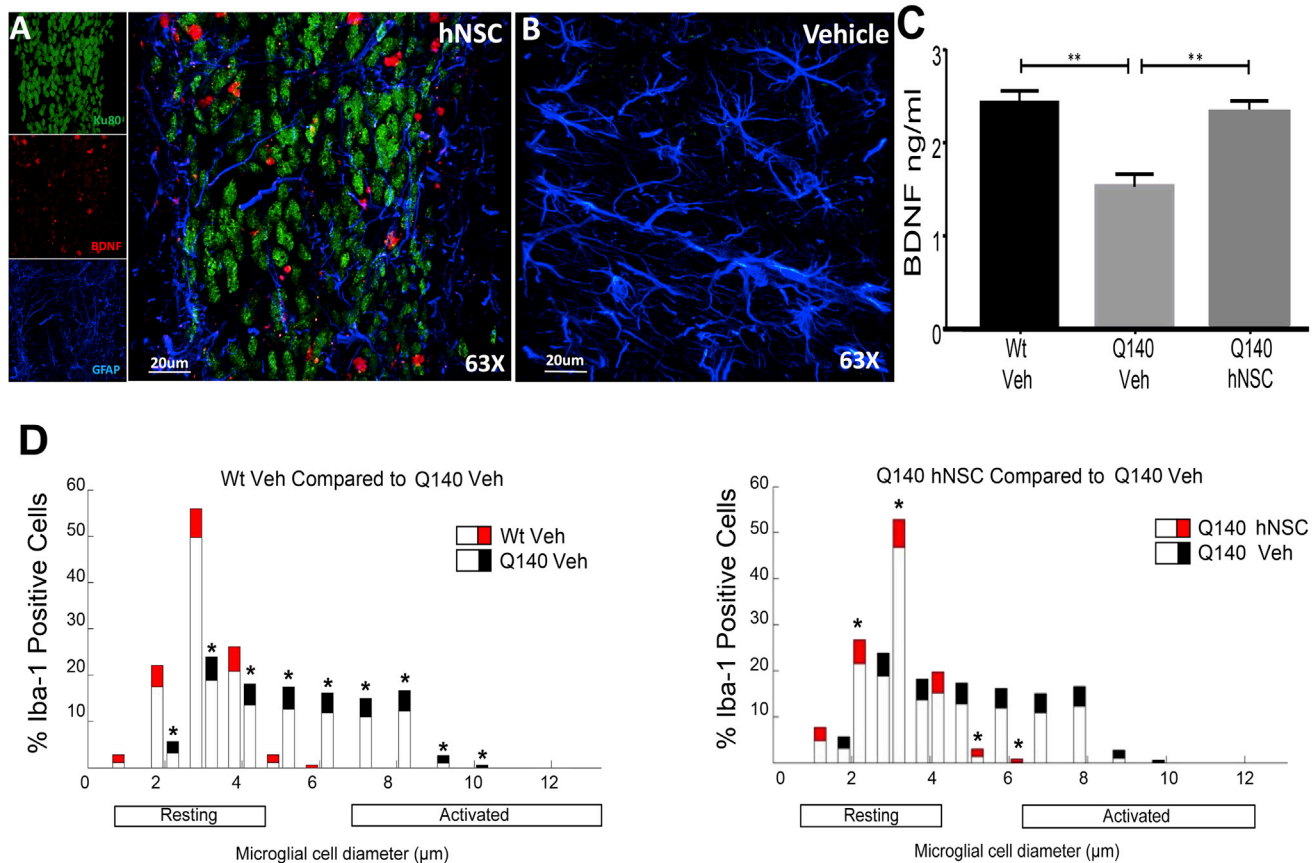 A
hNSC
Ku80
BDNF
GFAP
20um
63X
B
Vehicle
20um
63X
C
BDNF ng/ml
3
2
1
0
** **
Wt Q140 Q140
Veh Veh hNSC
D
Wt Veh Compared to Q140 Veh
% Iba-1 Positive Cells
60
50
40
30
20
10
Wt Veh
Q140 Veh
* * * * * * * * *
0 2 4 6 8 10 12
Resting Activated
Microglial cell diameter (µm)
Q140 hNSC Compared to Q140 Veh
% Iba-1 Positive Cells
60
50
40
30
20
10
Q140 hNSC
Q140 Veh
* * * *
0 2 4 6 8 10 12
Resting Activated
Microglial cell diameter (µm)